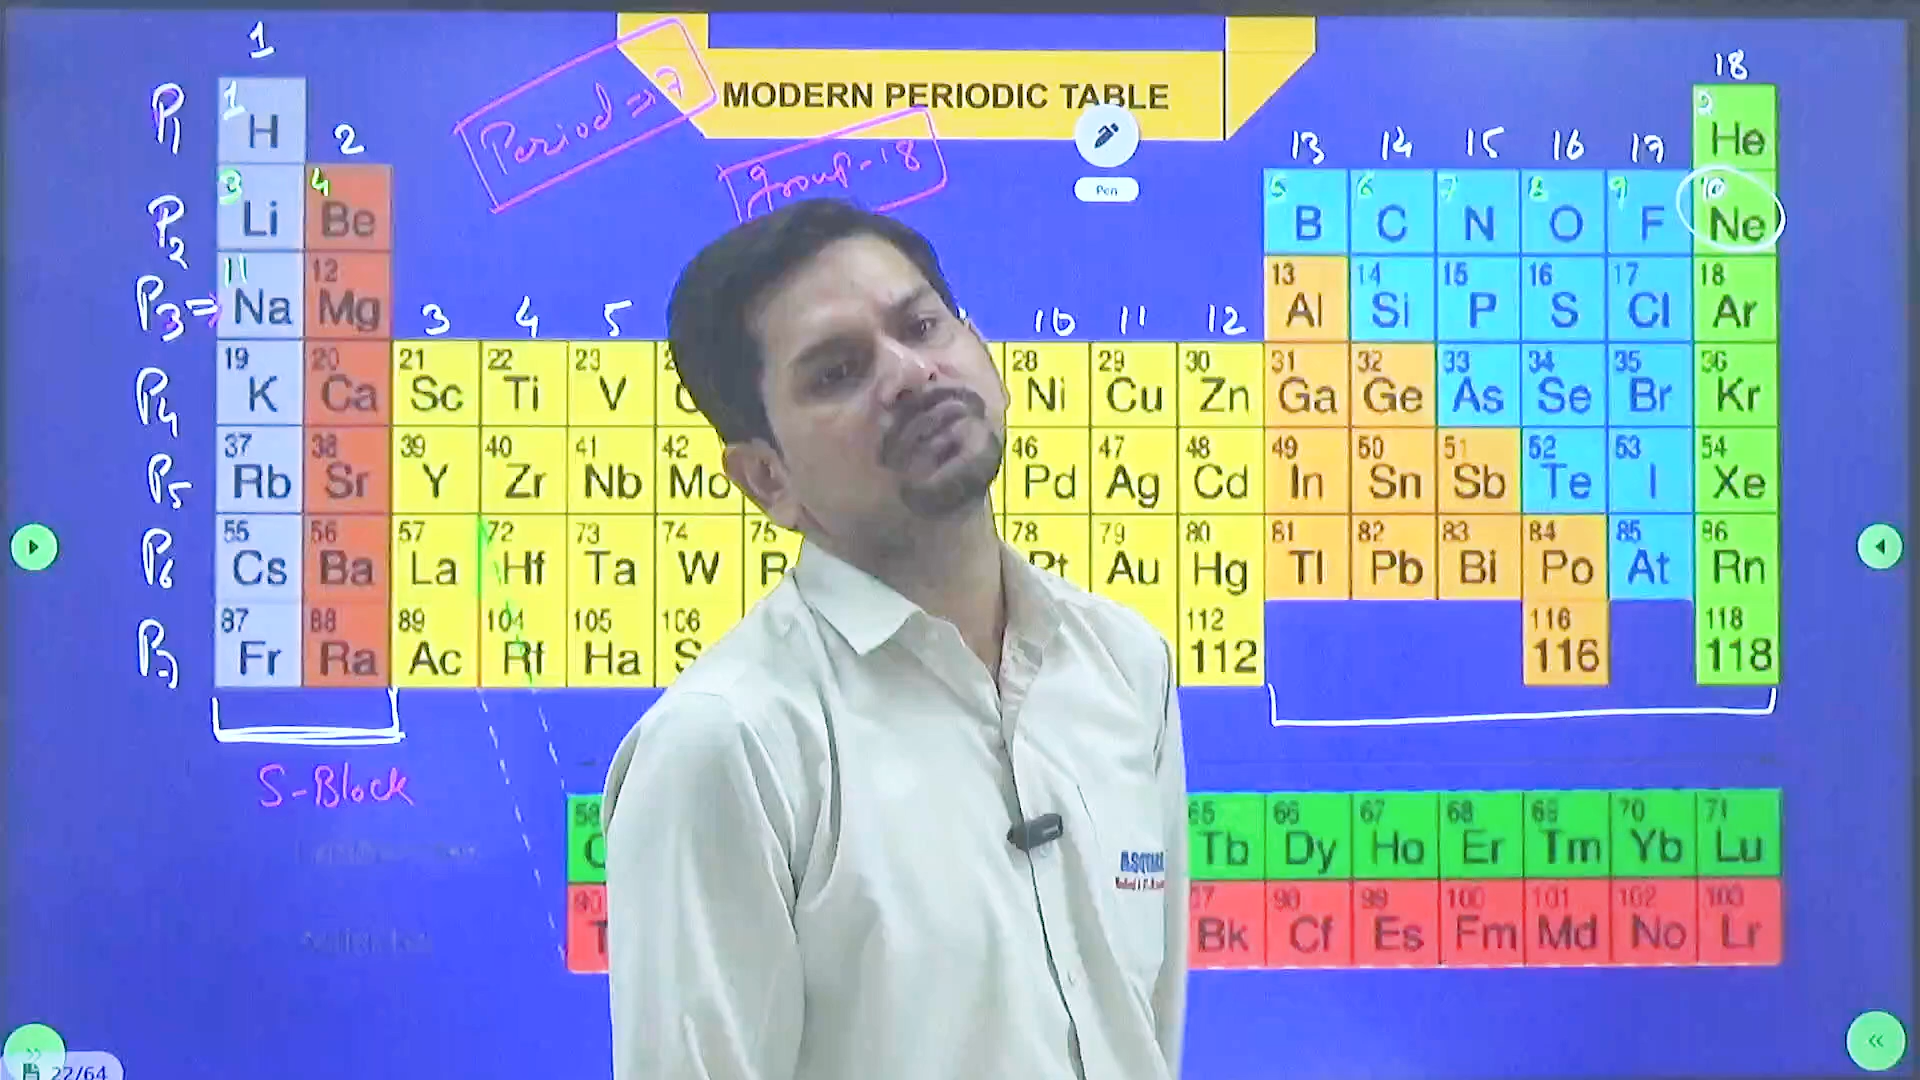 MODERN PERIODIC TABLE
Period => 7
Group-18
Pen
1 18
P1 1 H 2 13 14 15 16 17 2 He
P2 3 Li 4 Be 5 B 6 C 7 N 8 O 9 F 10 Ne
P3 => 11 Na 12 Mg 3 4 5 10 11 12 13 Al 14 Si 15 P 16 S 17 Cl 18 Ar
P4 19 K 20 Ca 21 Sc 22 Ti 23 V 28 Ni 29 Cu 30 Zn 31 Ga 32 Ge 33 As 34 Se 35 Br 36 Kr
P5 37 Rb 38 Sr 39 Y 40 Zr 41 Nb 42 Mo 46 Pd 47 Ag 48 Cd 49 In 50 Sn 51 Sb 52 Te 53 I 54 Xe
P6 55 Cs 56 Ba 57 La 72 Hf 73 Ta 74 W 75 R 78 Pt 79 Au 80 Hg 81 Tl 82 Pb 83 Bi 84 Po 85 At 86 Rn
P7 87 Fr 88 Ra 89 Ac 104 Rf 105 Ha 106 S 112 112 116 116 118 118
S-Block
58 C 65 Tb 66 Dy 67 Ho 68 Er 69 Tm 70 Yb 71 Lu
90 T 97 Bk 98 Cf 99 Es 100 Fm 101 Md 102 No 103 Lr
22/64